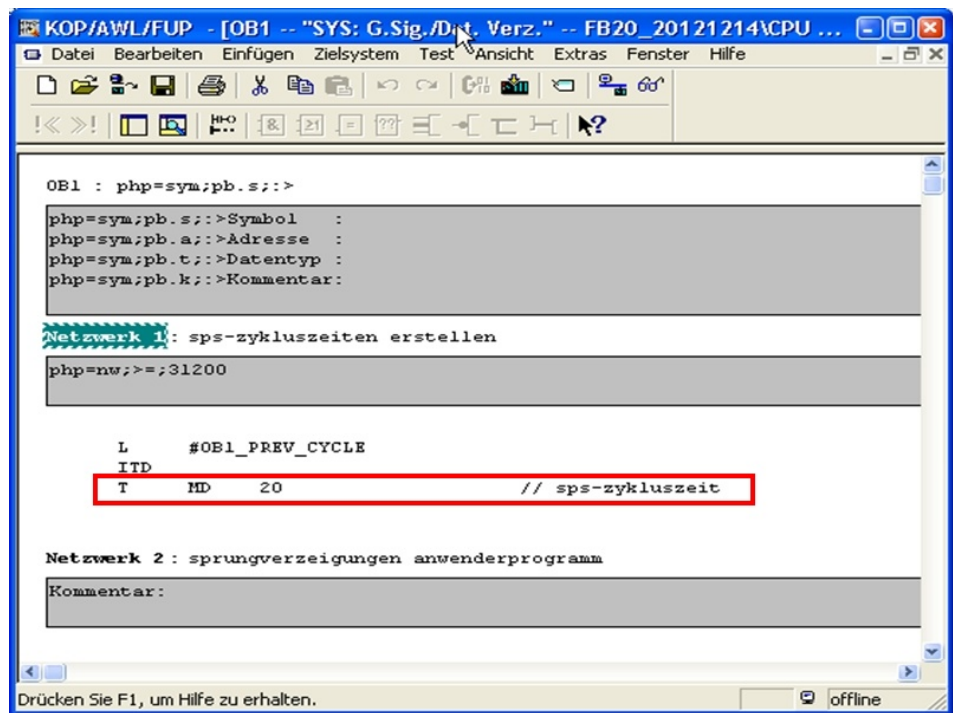 KOP/AWL/FUP - [OB1 -- "SYS: G.Sig./Dat. Verz." -- FB20_20121214\CPU ...
Datei Bearbeiten Einfügen Zielsystem Test Ansicht Extras Fenster Hilfe
OB1 : php=sym;pb.s;:>
php=sym;pb.s;:>Symbol :
php=sym;pb.a;:>Adresse :
php=sym;pb.t;:>Datentyp :
php=sym;pb.k;:>Kommentar:
Netzwerk 1: sps-zykluszeiten erstellen
php=nw;>=;31200
L #OB1_PREV_CYCLE
ITD
T MD 20 // sps-zykluszeit
Netzwerk 2 : sprungverzeigungen anwenderprogramm
Kommentar:
Drücken Sie F1, um Hilfe zu erhalten.
offline